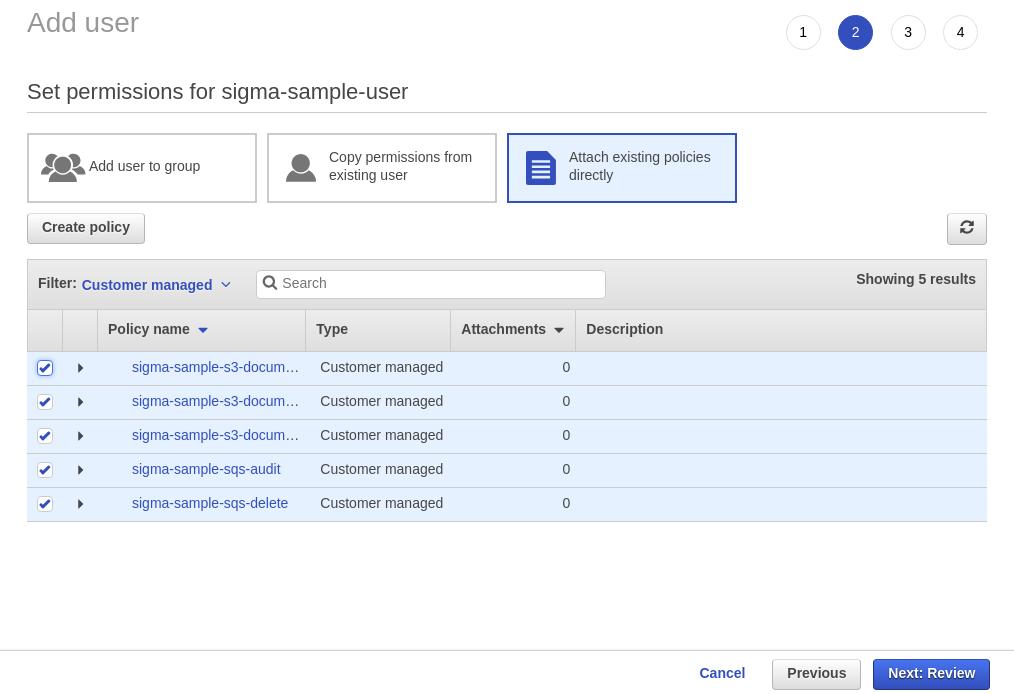 Add user
1 2 3 4
Set permissions for sigma-sample-user
Add user to group
Copy permissions from
existing user
Attach existing policies
directly
Create policy
Filter: Customer managed Search Showing 5 results
Policy name Type Attachments Description
sigma-sample-s3-docum… Customer managed 0
sigma-sample-s3-docum… Customer managed 0
sigma-sample-s3-docum… Customer managed 0
sigma-sample-sqs-audit Customer managed 0
sigma-sample-sqs-delete Customer managed 0
Cancel Previous Next: Review